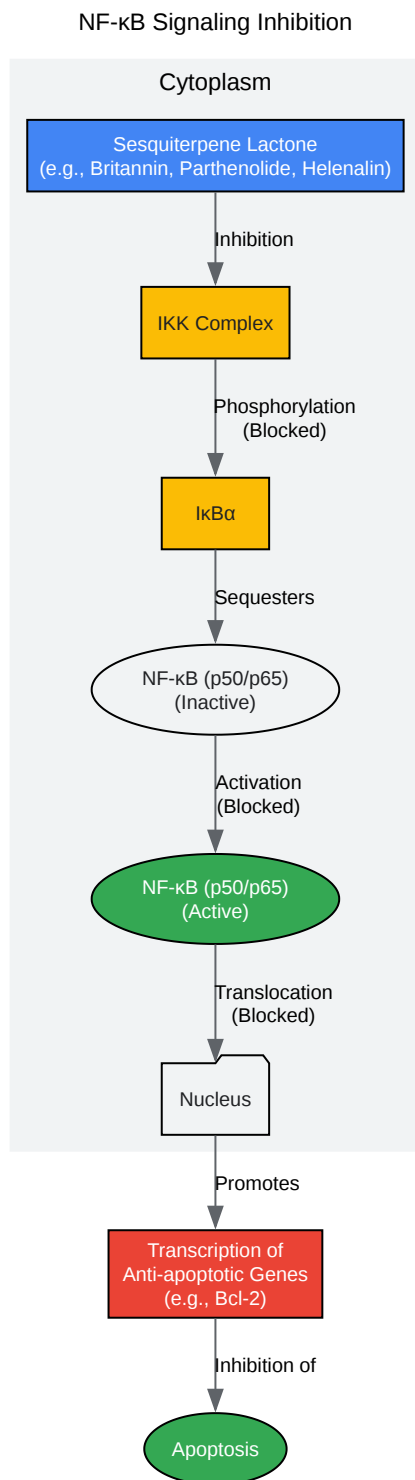 NF-κB Signaling Inhibition
Cytoplasm
Sesquiterpene Lactone
(e.g., Britannin, Parthenolide, Helenalin)
Inhibition
IKK Complex
Phosphorylation
(Blocked)
IκBα
Sequesters
NF-κB (p50/p65)
(Inactive)
Activation
(Blocked)
NF-κB (p50/p65)
(Active)
Translocation
(Blocked)
Nucleus
Promotes
Transcription of
Anti-apoptotic Genes
(e.g., Bcl-2)
Inhibition of
Apoptosis